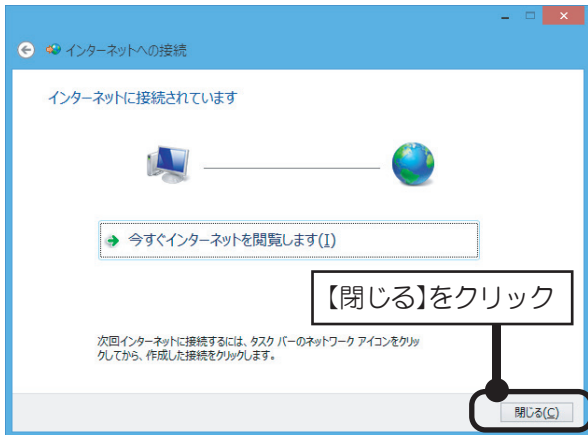 インターネットへの接続
インターネットに接続されています
今すぐインターネットを閲覧します(I)
【閉じる】をクリック
次回インターネットに接続するには、タスク バーのネットワーク アイコンをクリッ
クしてから、作成した接続をクリックします。
閉じる(C)